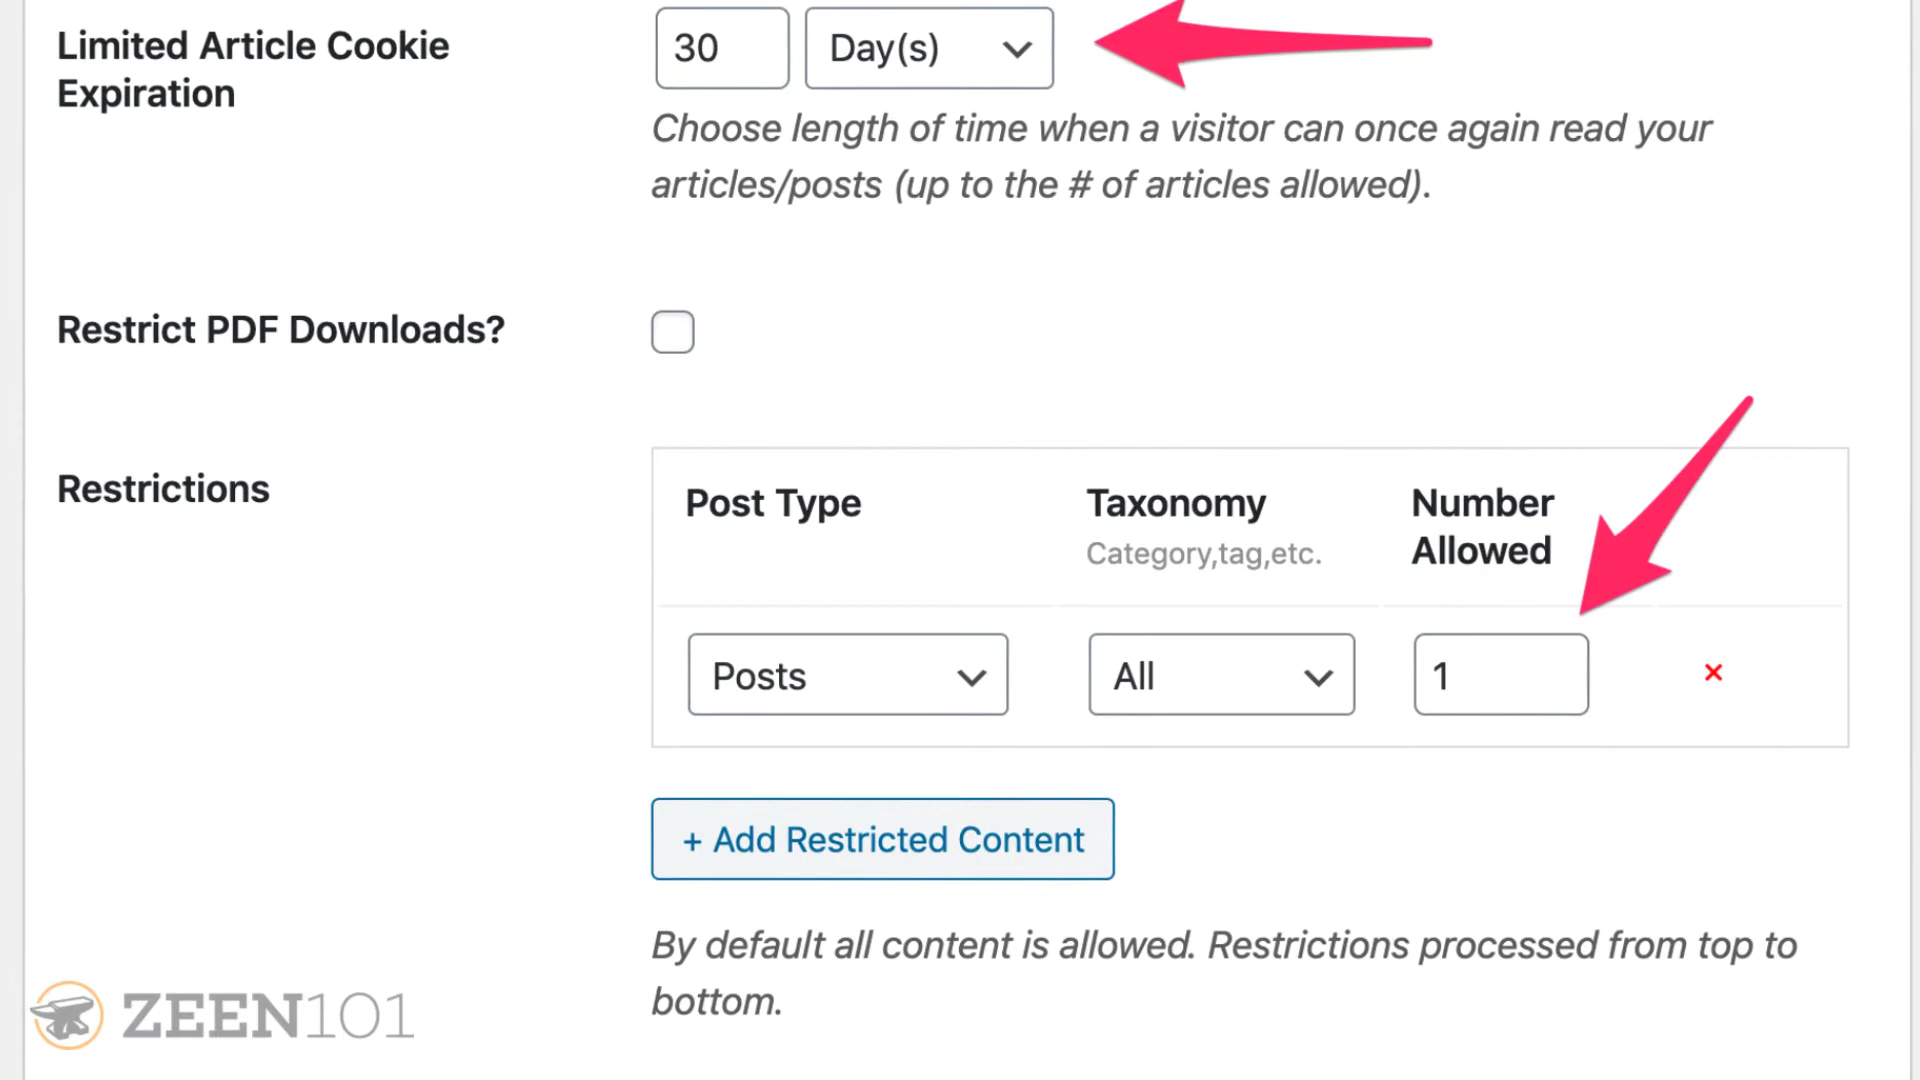 Limited Article Cookie
Expiration
30
Day(s)
Choose length of time when a visitor can once again read your
articles/posts (up to the # of articles allowed).
Restrict PDF Downloads?
Restrictions
Post Type
Taxonomy
Category,tag,etc.
Number
Allowed
Posts
All
1
+ Add Restricted Content
By default all content is allowed. Restrictions processed from top to
bottom.
ZEEN101